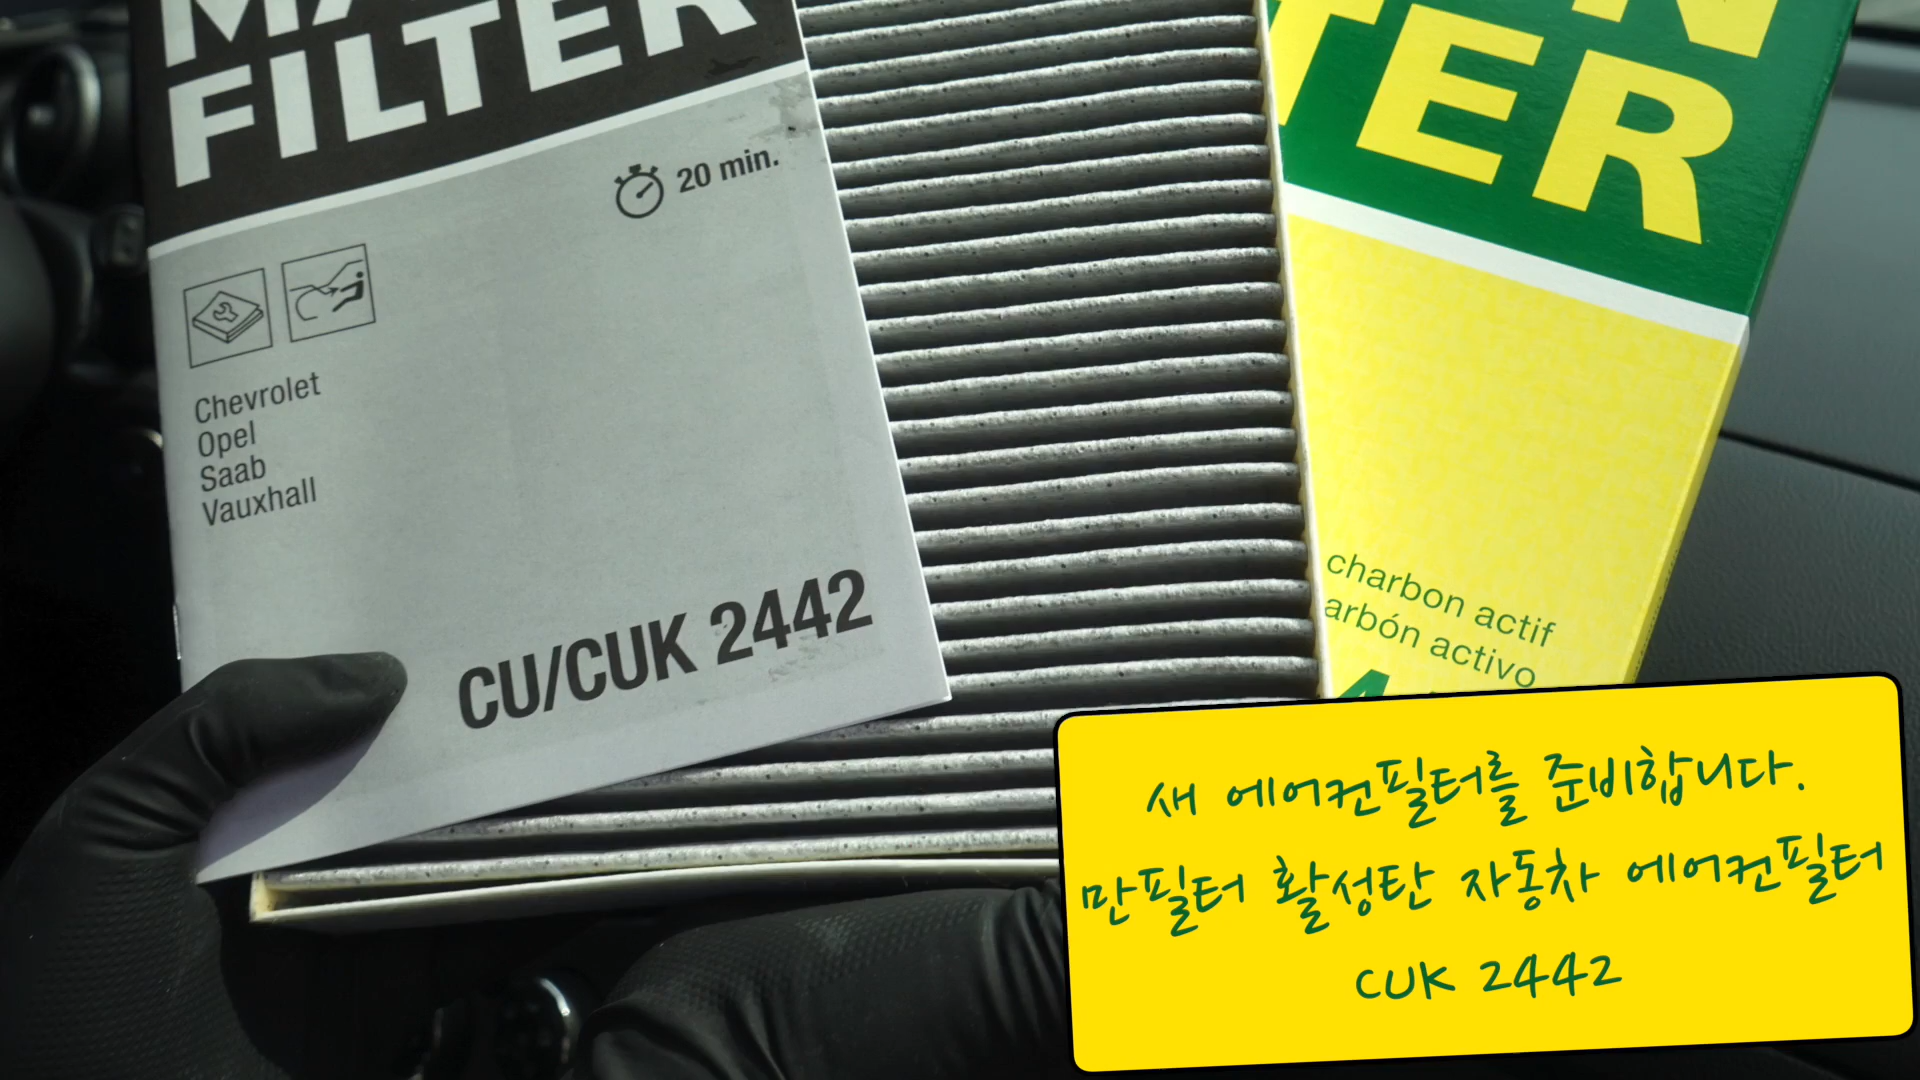 FILTER
20 min.
Chevrolet
Opel
Saab
Vauxhall
CU/CUK 2442
TER
charbon actif
arbón activo
새 에어컨필터를 준비합니다.
만필터 활성탄 자동차 에어컨필터
CUK 2442